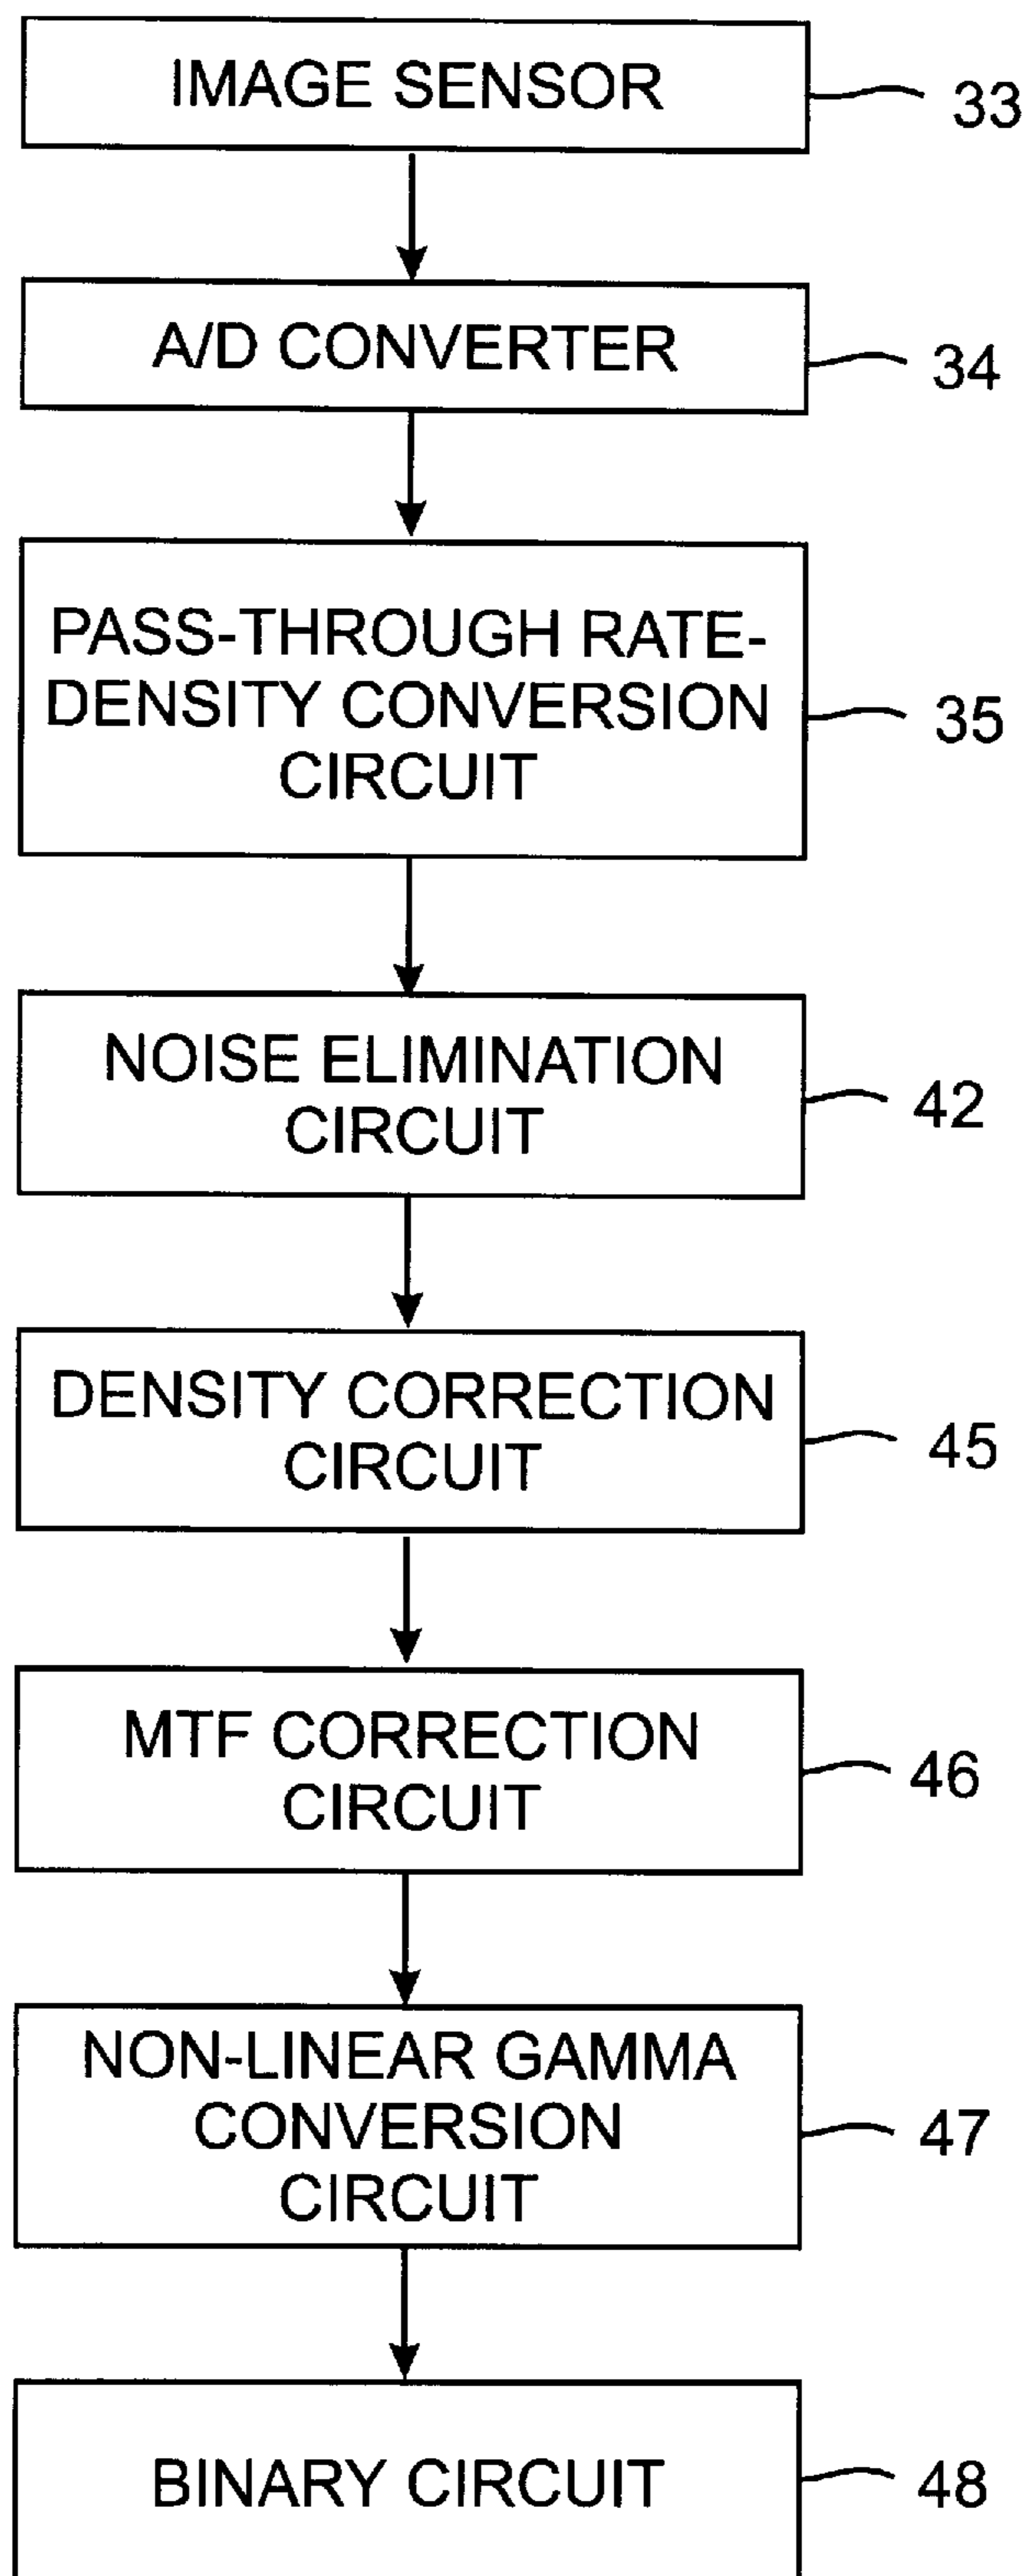 IMAGE SENSOR
33
A/D CONVERTER
34
PASS-THROUGH RATE-
DENSITY CONVERSION
CIRCUIT
35
NOISE ELIMINATION
CIRCUIT
42
DENSITY CORRECTION
CIRCUIT
45
MTF CORRECTION
CIRCUIT
46
NON-LINEAR GAMMA
CONVERSION
CIRCUIT
47
BINARY CIRCUIT
48